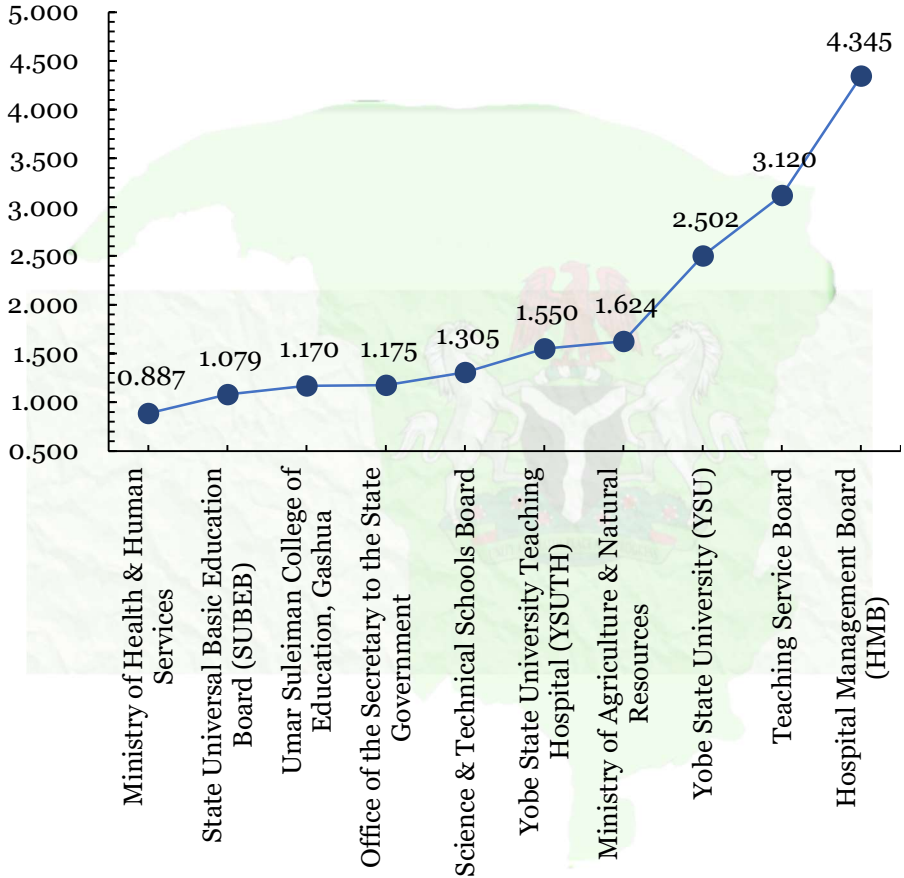 5.000
4.500
4.000
3.500
3.000
2.500
2.000
1.500
1.000
0.500
0.887
1.079
1.170
1.175
1.305
1.550
1.624
2.502
3.120
4.345
Ministry of Health & Human
Services
State Universal Basic Education
Board (SUBEB)
Umar Suleiman College of
Education, Gashua
Office of the Secretary to the State
Government
Science & Technical Schools Board
Yobe State University Teaching
Hospital (YSUTH)
Ministry of Agriculture & Natural
Resources
Yobe State University (YSU)
Teaching Service Board
Hospital Management Board
(HMB)